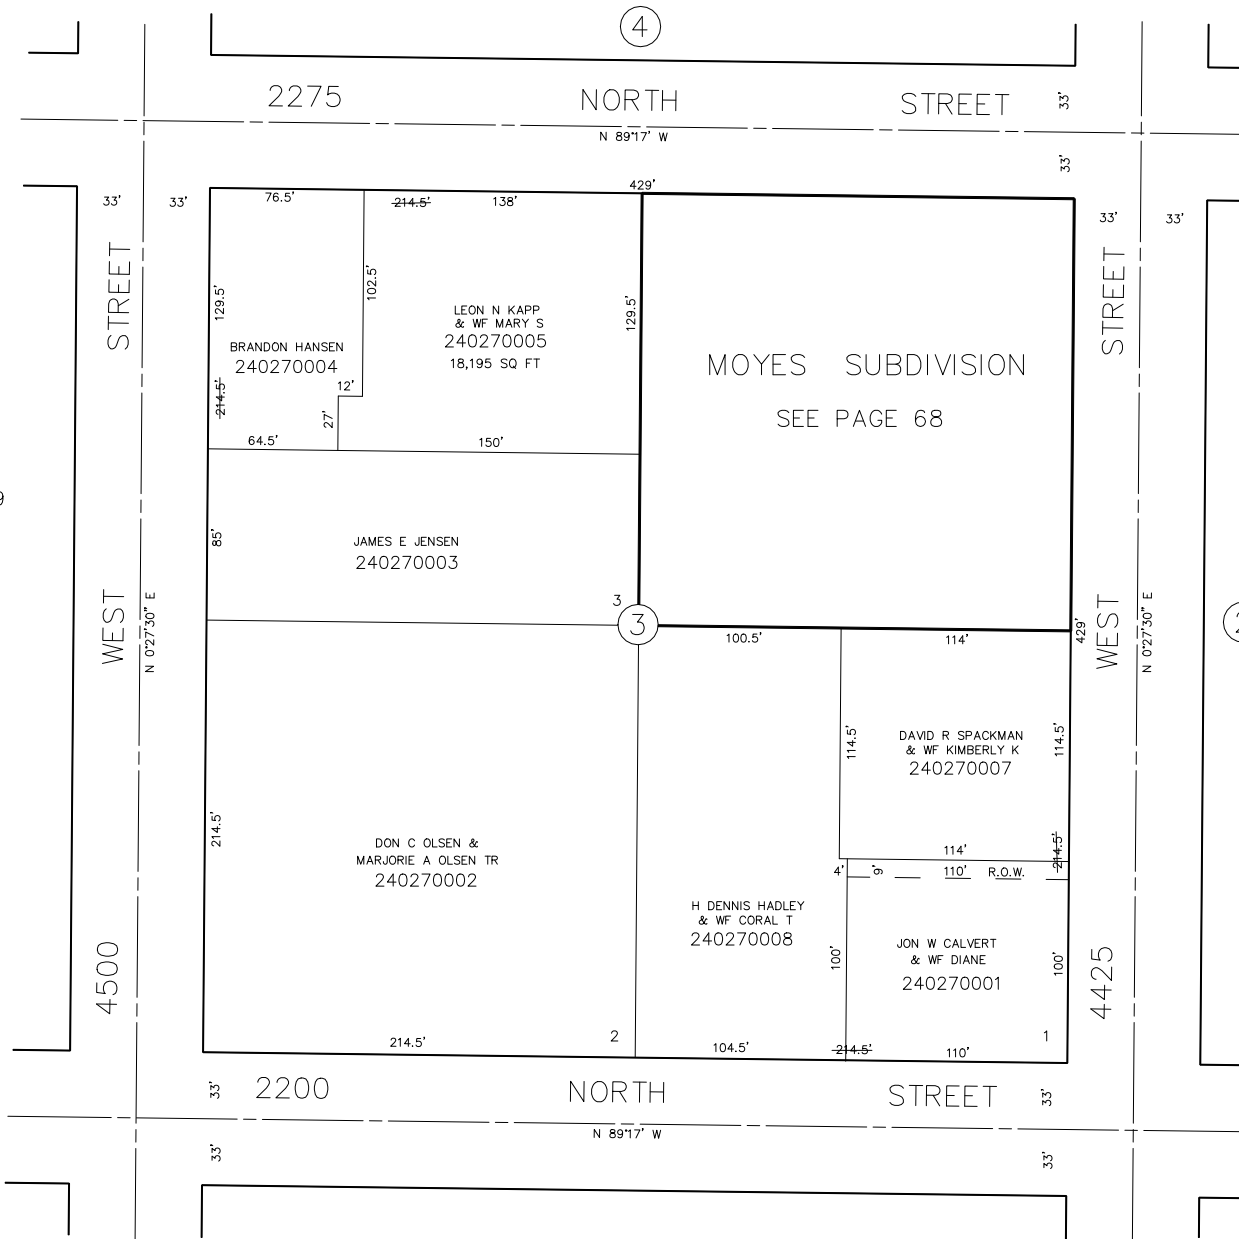 4
2275 NORTH STREET
33'
N 89°17' W
33'
429'
33'
33'
76.5'
214.5'
138'
33'
33'
STREET
STREET
129.5'
102.5'
129.5'
LEON N KAPP
& WF MARY S
240270005
18,195 SQ FT
BRANDON HANSEN
240270004
MOYES SUBDIVISION
SEE PAGE 68
214.5'
12'
27'
64.5'
150'
9
85'
JAMES E JENSEN
240270003
WEST
N 0°27'30" E
3
3
100.5'
114'
429'
WEST
N 0°27'30" E
2
114.5'
DAVID R SPACKMAN
& WF KIMBERLY K
240270007
114.5'
214.5'
DON C OLSEN &
MARJORIE A OLSEN TR
240270002
114'
214.5'
4'
9'
110'
R.O.W.
H DENNIS HADLEY
& WF CORAL T
240270008
100'
JON W CALVERT
& WF DIANE
240270001
100'
4500
4425
214.5'
2
104.5'
214.5'
110'
1
33'
2200 NORTH STREET
33'
N 89°17' W
33'
33'